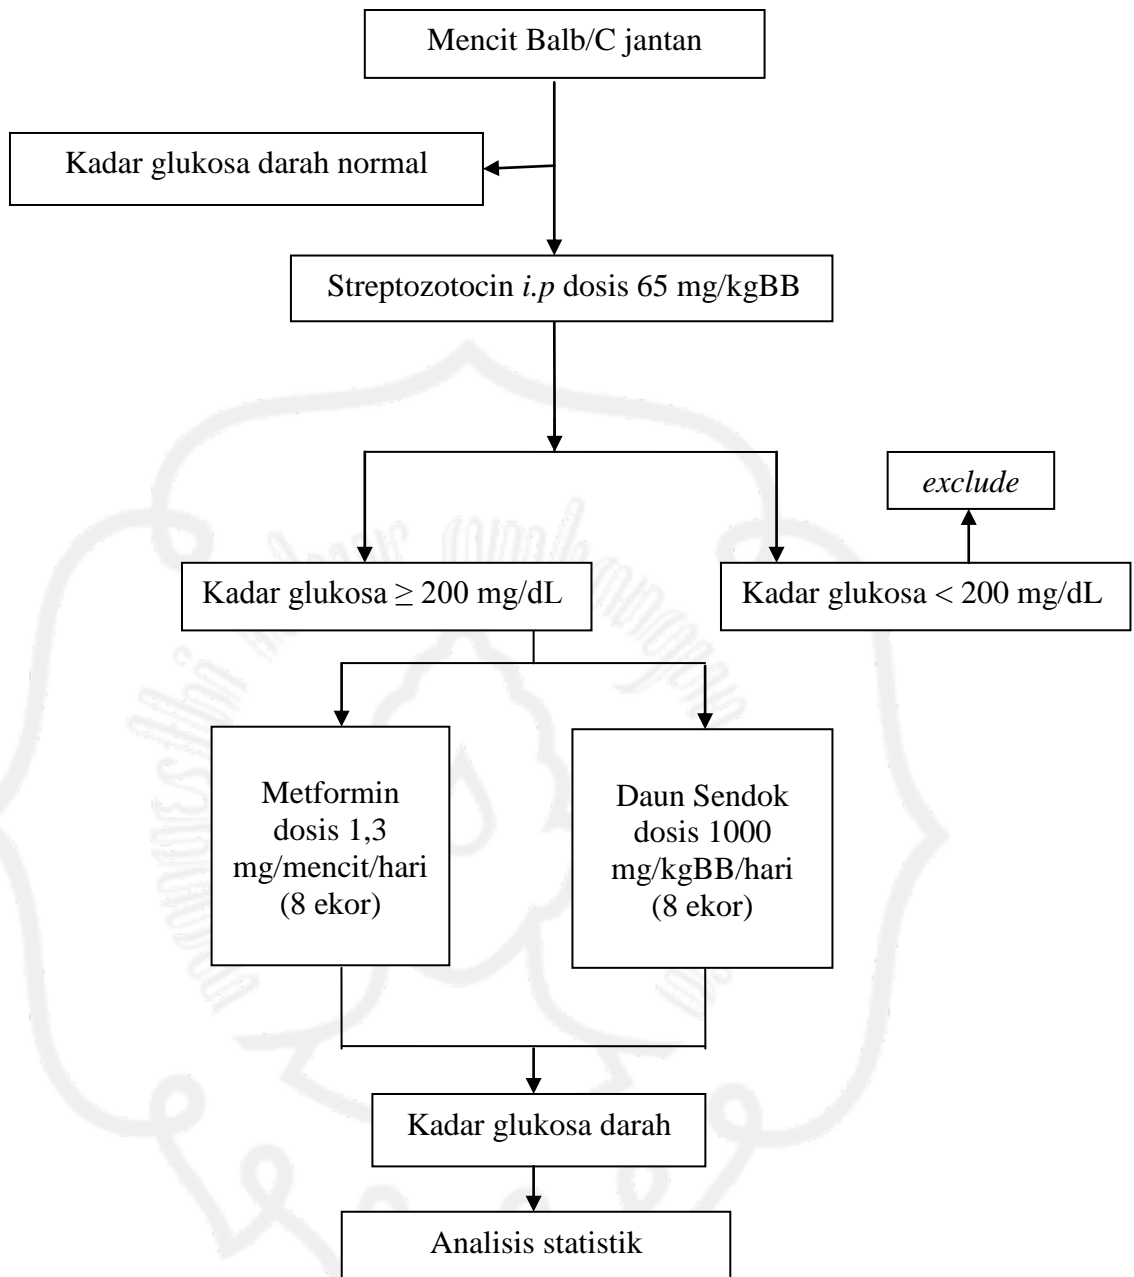 Mencit Balb/C jantan
Kadar glukosa darah normal
Streptozotocin i.p dosis 65 mg/kgBB
exclude
Kadar glukosa ≥ 200 mg/dL
Kadar glukosa < 200 mg/dL
Metformin
dosis 1,3
mg/mencit/hari
(8 ekor)
Daun Sendok
dosis 1000
mg/kgBB/hari
(8 ekor)
Kadar glukosa darah
Analisis statistik